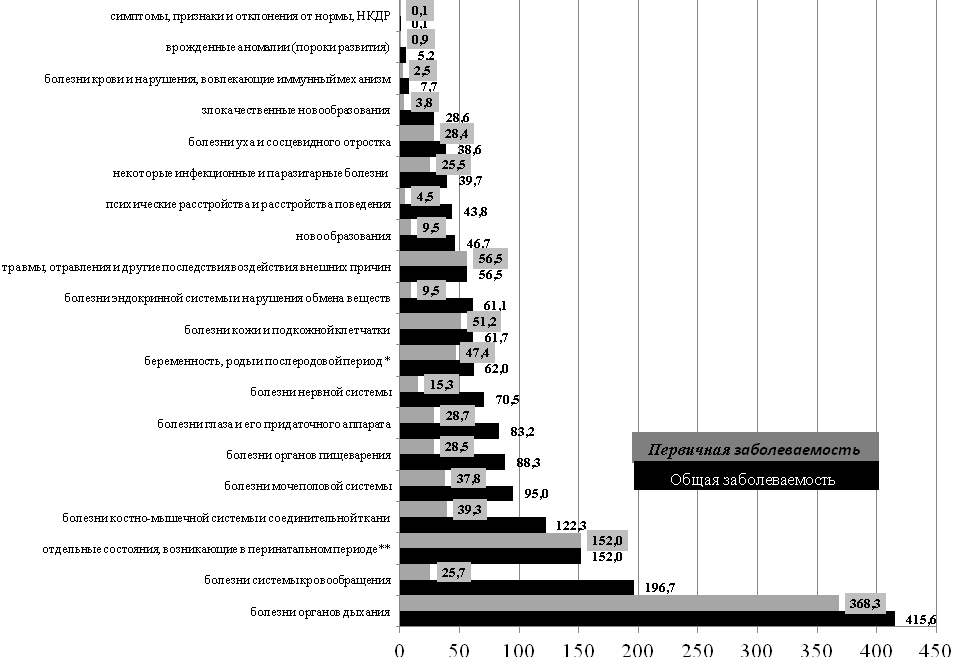 симптомы, признаки и отклонения от нормы, НКДР 0,1
0,1
врожденные аномалии (пороки развития) 0,9
5,2
болезни крови и нарушения, вовлекающие иммунный механизм 2,5
7,7
злокачественные новообразования 3,8
28,6
болезни уха и сосцевидного отростка 28,4
38,6
некоторые инфекционные и паразитарные болезни 25,5
39,7
психические расстройства и расстройства поведения 4,5
43,8
новообразования 9,5
46,7
травмы, отравления и другие последствия воздействия внешних причин 56,5
56,5
болезни эндокринной системы и нарушения обмена веществ 9,5
61,1
болезни кожи и подкожной клетчатки 51,2
61,7
беременность, роды и послеродовой период * 47,4
62,0
болезни нервной системы 15,3
70,5
болезни глаза и его придаточного аппарата 28,7
83,2
болезни органов пищеварения 28,5
88,3
болезни мочеполовой системы 37,8
95,0
болезни костно-мышечной системы и соединительной ткани 39,3
122,3
отдельные состояния, возникающие в перинатальном периоде** 152,0
152,0
болезни системы кровообращения 25,7
196,7
болезни органов дыхания 368,3
415,6
Первичная заболеваемость
Общая заболеваемость
0 50 100 150 200 250 300 350 400 450